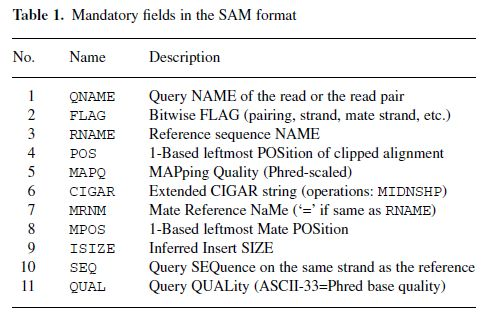 Table 1. Mandatory fields in the SAM format
No. Name Description
1 QNAME Query NAME of the read or the read pair
2 FLAG Bitwise FLAG (pairing, strand, mate strand, etc.)
3 RNAME Reference sequence NAME
4 POS 1-Based leftmost POSition of clipped alignment
5 MAPQ MAPping Quality (Phred-scaled)
6 CIGAR Extended CIGAR string (operations: MIDNSHP)
7 MRNM Mate Reference NaMe (‘=’ if same as RNAME)
8 MPOS 1-Based leftmost Mate POSition
9 ISIZE Inferred Insert SIZE
10 SEQ Query SEQuence on the same strand as the reference
11 QUAL Query QUALity (ASCII-33=Phred base quality)